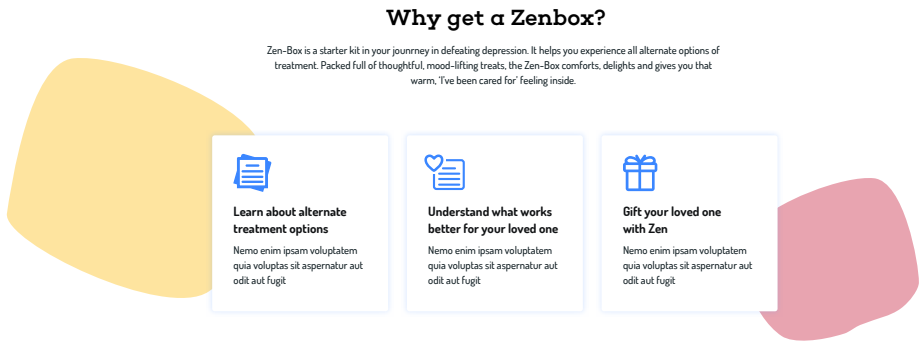 Why get a Zenbox?
Zen-Box is a starter kit in your jounrney in defeating depression. It helps you experience all alternate options of
treatment. Packed full of thoughtful, mood-lifting treats, the Zen-Box comforts, delights and gives you that
warm, 'I've been cared for' feeling inside.
Learn about alternate
treatment options
Nemo enim ipsam voluptatem
quia voluptas sit aspernatur aut
odit aut fugit
Understand what works
better for your loved one
Nemo enim ipsam voluptatem
quia voluptas sit aspernatur aut
odit aut fugit
Gift your loved one
with Zen
Nemo enim ipsam voluptatem
quia voluptas sit aspernatur aut
odit aut fugit